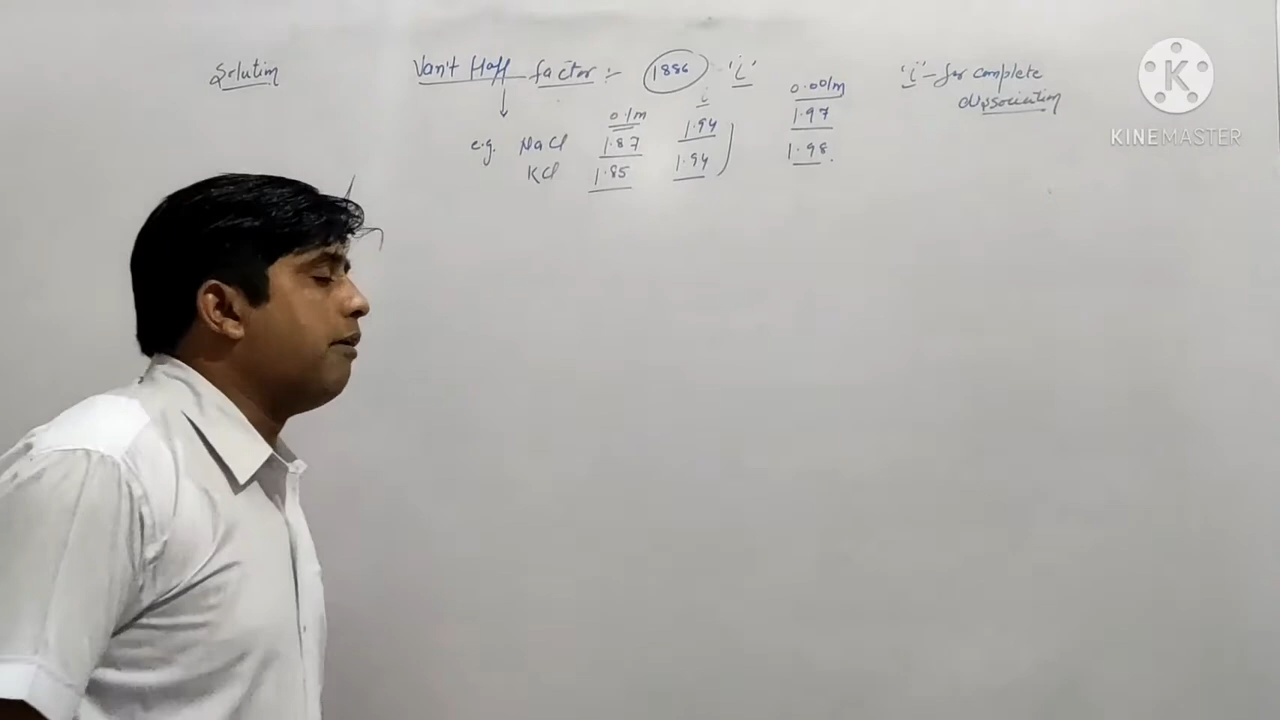 Solution
Van't Hoff factor :- 1886 'i'
i
e.g. NaCl KCl
0.1m
1.87
1.85
1.94
1.94
0.001m
1.97
1.98.
'i' - for complete
dissociation
K
KINEMASTER